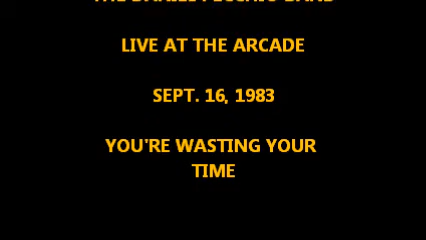 LIVE AT THE ARCADE
SEPT. 16, 1983
YOU'RE WASTING YOUR
TIME